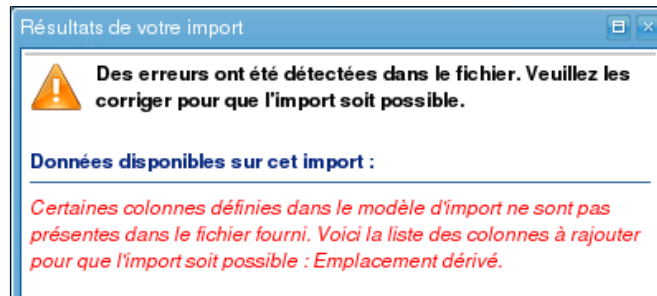 Résultats de votre import
Des erreurs ont été détectées dans le fichier. Veuillez les
corriger pour que l'import soit possible.
Données disponibles sur cet import :
Certaines colonnes définies dans le modèle d'import ne sont pas
présentes dans le fichier fourni. Voici la liste des colonnes à rajouter
pour que l'import soit possible : Emplacement dérivé.